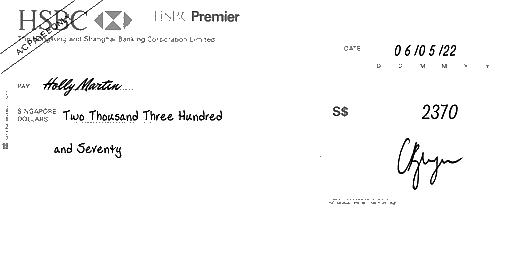 HSBC HSBC Premier
The Hongkong and Shanghai Banking Corporation Limited
A/C PAYEE ONLY
DATE 06/05/22
D D M M Y Y
PAY Holly Martin
SINGAPORE DOLLARS Two Thousand Three Hundred
and Seventy
S$ 2370